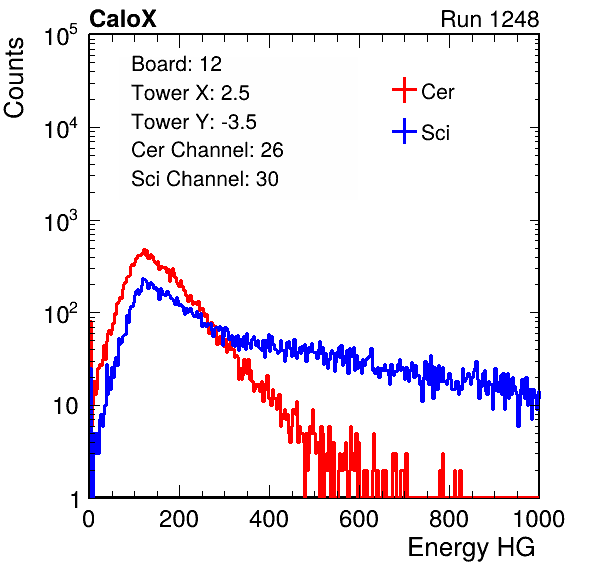 CaloX Run 1248
Counts
Board: 12
Tower X: 2.5
Tower Y: -3.5
Cer Channel: 26
Sci Channel: 30
Cer
Sci
10^5
10^4
10^3
10^2
10
1
0 200 400 600 800 1000
Energy HG